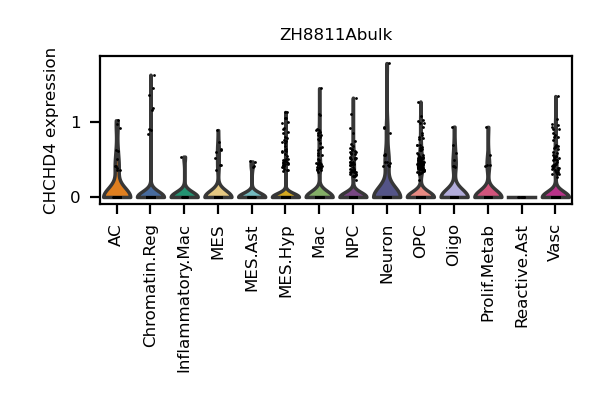 ZH8811Abulk
CHCHD4 expression
1
0
AC
Chromatin.Reg
Inflammatory.Mac
MES
MES.Ast
MES.Hyp
Mac
NPC
Neuron
OPC
Oligo
Prolif.Metab
Reactive.Ast
Vasc